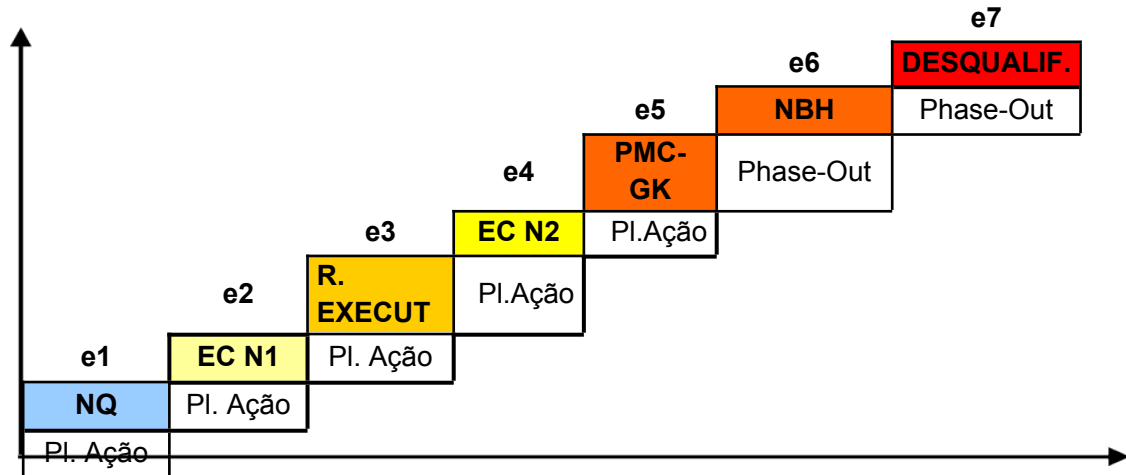 e7
DESQUALIF.
Phase-Out
e6
NBH
Phase-Out
e5
PMC-
GK
Pl.Ação
e4
EC N2
Pl.Ação
e3
R.
EXECUT
Pl. Ação
e2
EC N1
Pl. Ação
e1
NQ
Pl. Ação